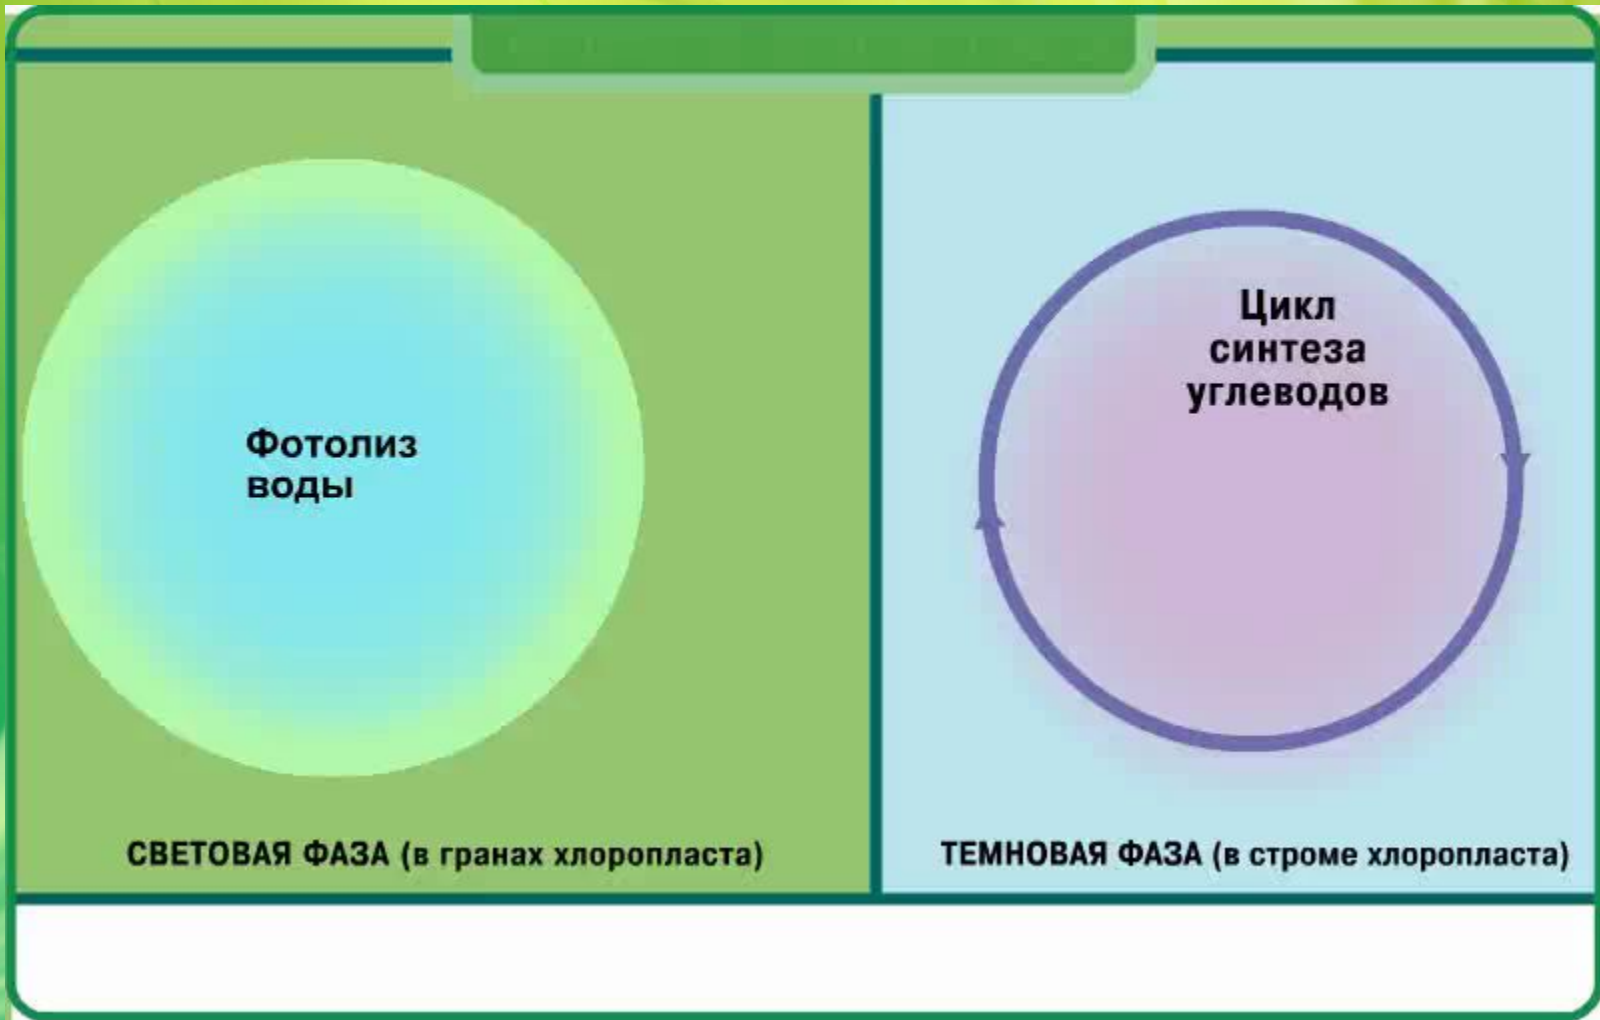 Фотолиз
воды
Цикл
синтеза
углеводов
СВЕТОВАЯ ФАЗА (в гранах хлоропласта)
ТЕМНОВАЯ ФАЗА (в строме хлоропласта)